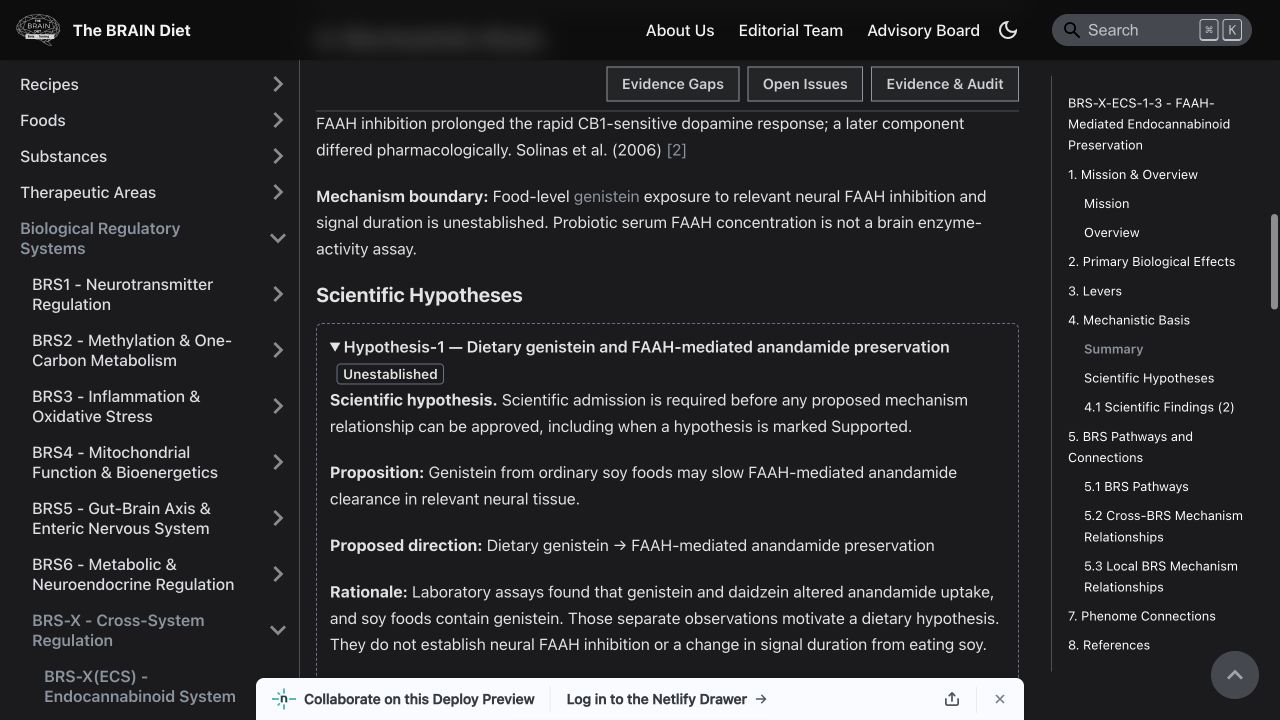 The BRAIN Diet
About Us
Editorial Team
Advisory Board
Search
⌘ K
Recipes
Foods
Substances
Therapeutic Areas
Biological Regulatory
Systems
BRS1 - Neurotransmitter
Regulation
BRS2 - Methylation & One-
Carbon Metabolism
BRS3 - Inflammation &
Oxidative Stress
BRS4 - Mitochondrial
Function & Bioenergetics
BRS5 - Gut-Brain Axis &
Enteric Nervous System
BRS6 - Metabolic &
Neuroendocrine Regulation
BRS-X - Cross-System
Regulation
BRS-X(ECS) -
Endocannabinoid System
Evidence Gaps
Open Issues
Evidence & Audit
FAAH inhibition prolonged the rapid CB1-sensitive dopamine response; a later component
differed pharmacologically. Solinas et al. (2006) [2]
Mechanism boundary: Food-level genistein exposure to relevant neural FAAH inhibition and
signal duration is unestablished. Probiotic serum FAAH concentration is not a brain enzyme-
activity assay.
Scientific Hypotheses
▼ Hypothesis-1 — Dietary genistein and FAAH-mediated anandamide preservation
Unestablished
Scientific hypothesis. Scientific admission is required before any proposed mechanism
relationship can be approved, including when a hypothesis is marked Supported.
Proposition: Genistein from ordinary soy foods may slow FAAH-mediated anandamide
clearance in relevant neural tissue.
Proposed direction: Dietary genistein → FAAH-mediated anandamide preservation
Rationale: Laboratory assays found that genistein and daidzein altered anandamide uptake,
and soy foods contain genistein. Those separate observations motivate a dietary hypothesis.
They do not establish neural FAAH inhibition or a change in signal duration from eating soy.
BRS-X-ECS-1-3 - FAAH-
Mediated Endocannabinoid
Preservation
1. Mission & Overview
Mission
Overview
2. Primary Biological Effects
3. Levers
4. Mechanistic Basis
Summary
Scientific Hypotheses
4.1 Scientific Findings (2)
5. BRS Pathways and
Connections
5.1 BRS Pathways
5.2 Cross-BRS Mechanism
Relationships
5.3 Local BRS Mechanism
Relationships
7. Phenome Connections
8. References
Collaborate on this Deploy Preview
Log in to the Netlify Drawer →